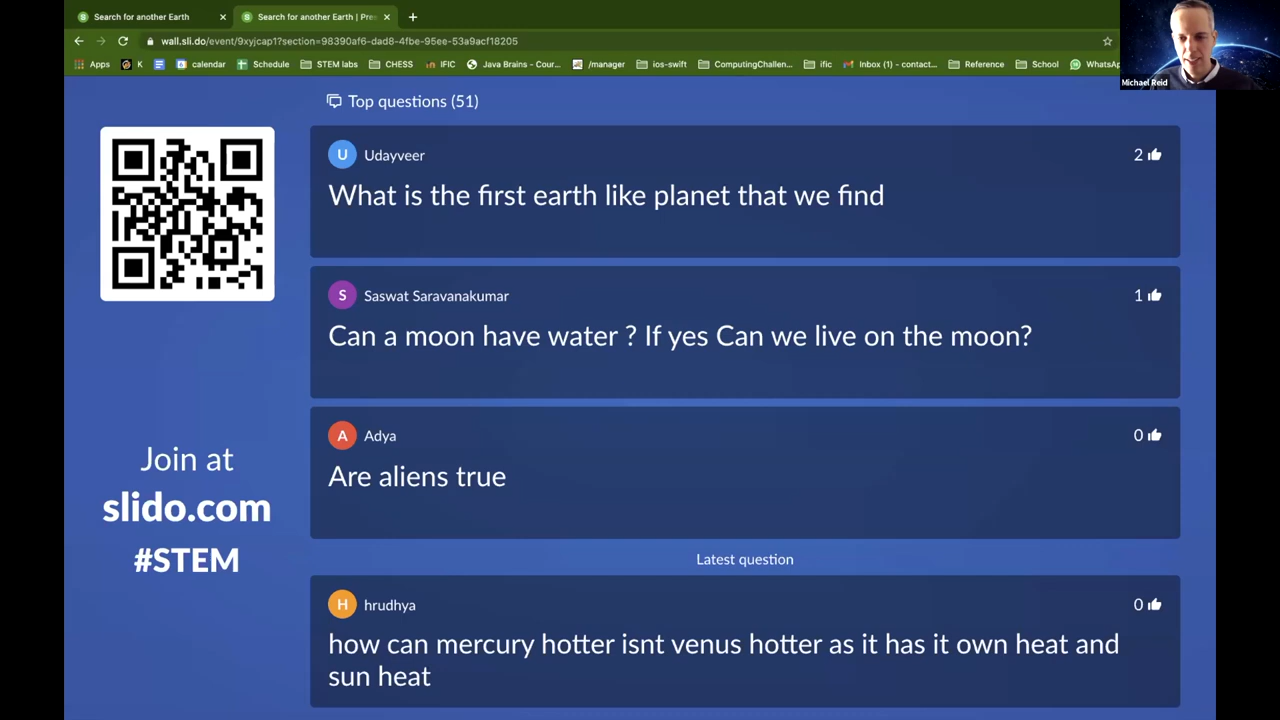 Search for another Earth
Search for another Earth | Pres
wall.sli.do/event/9xyjcap1?section=98390af6-dad8-4fbe-95ee-53a9acf18205
Apps K calendar Schedule STEM labs CHESS IFIC Java Brains - Cour... /manager ios-swift ComputingChallen... ific Inbox (1) - contact... Reference School WhatsAp
Michael Reid
Top questions (51)
U Udayveer 2
What is the first earth like planet that we find
S Saswat Saravanakumar 1
Can a moon have water ? If yes Can we live on the moon?
A Adya 0
Are aliens true
Join at
slido.com
#STEM
Latest question
H hrudhya 0
how can mercury hotter isnt venus hotter as it has it own heat and
sun heat